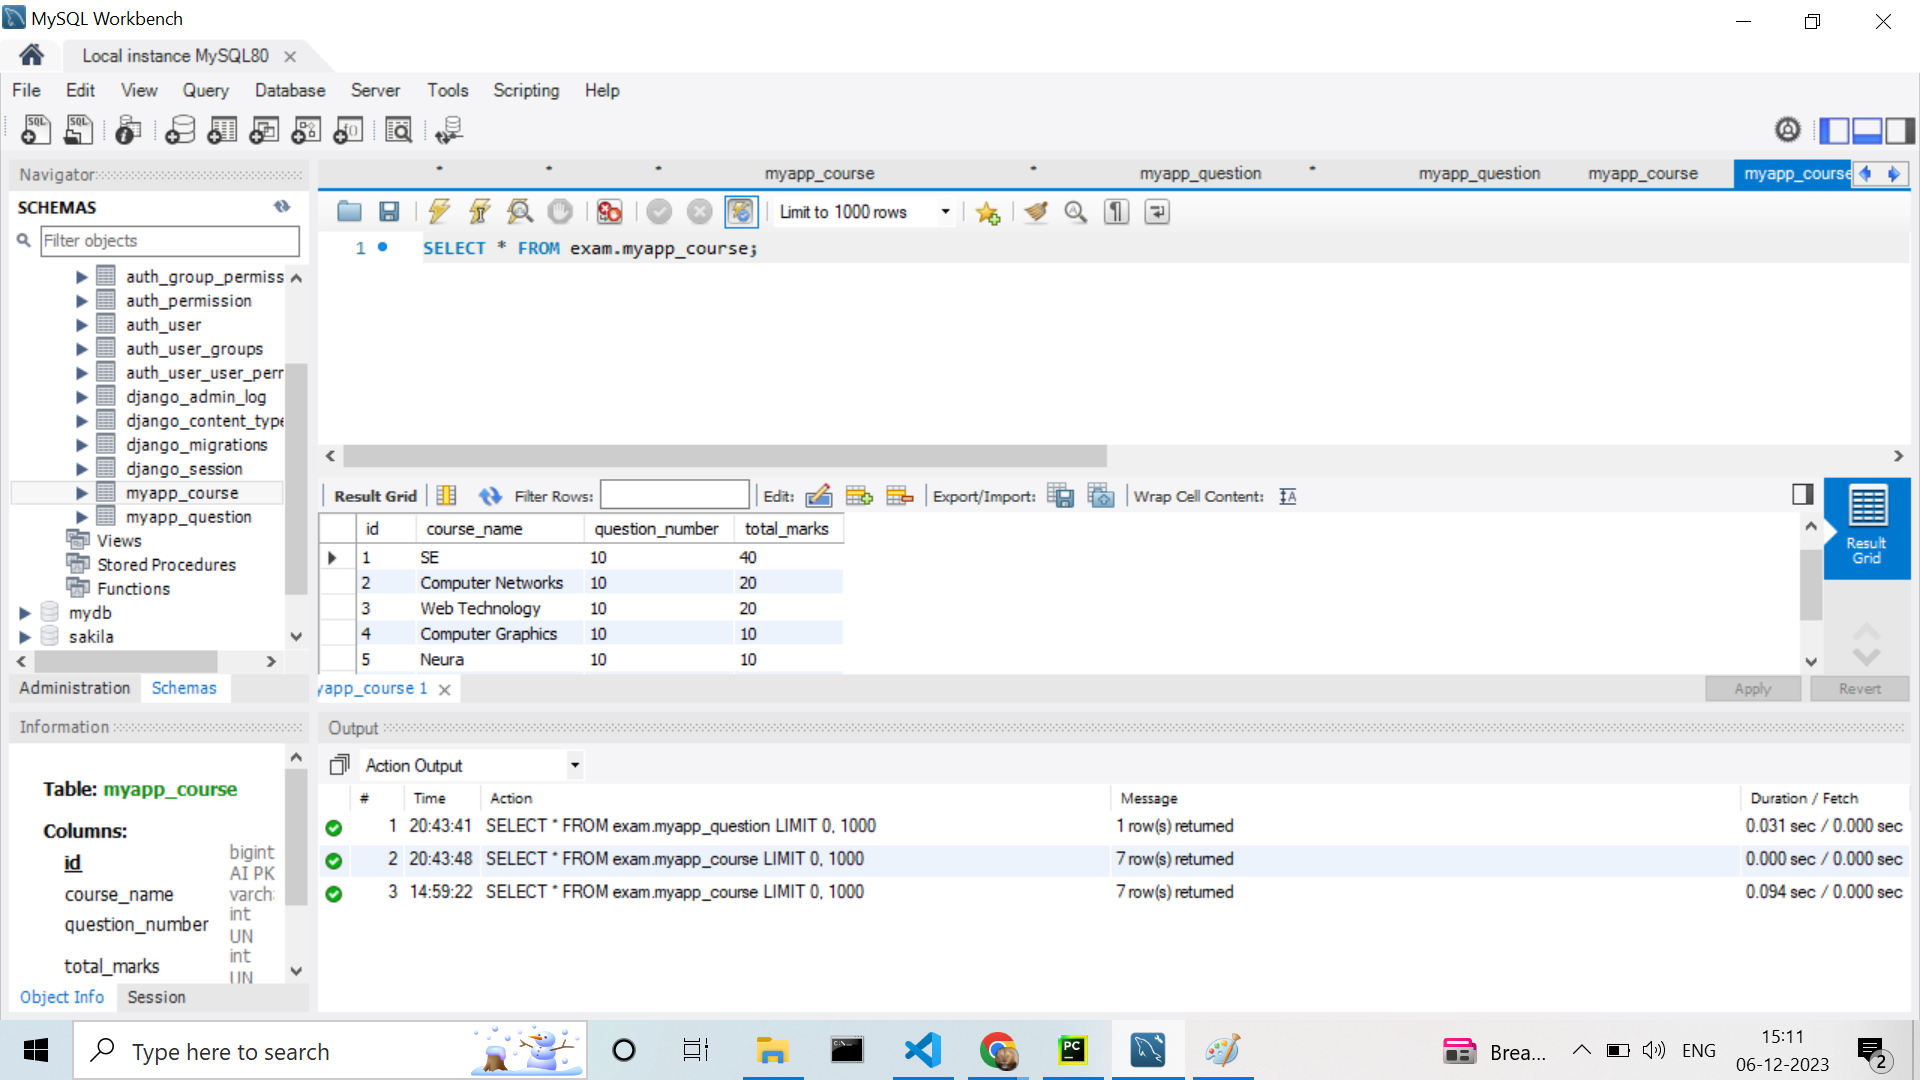 MySQL Workbench
Local instance MySQL80
File Edit View Query Database Server Tools Scripting Help
Navigator
SCHEMAS
Filter objects
auth_group_permiss
auth_permission
auth_user
auth_user_groups
auth_user_user_perr
django_admin_log
django_content_type
django_migrations
django_session
myapp_course
myapp_question
Views
Stored Procedures
Functions
mydb
sakila
Administration Schemas
Information
Table: myapp_course
Columns:
id bigint AI PK
course_name varch
question_number int UN
total_marks int UN
Object Info Session
* * * myapp_course * myapp_question * myapp_question myapp_course myapp_course
Limit to 1000 rows
1 SELECT * FROM exam.myapp_course;
Result Grid Filter Rows: Edit: Export/Import: Wrap Cell Content:
id course_name question_number total_marks
1 SE 10 40
2 Computer Networks 10 20
3 Web Technology 10 20
4 Computer Graphics 10 10
5 Neura 10 10
Result Grid
yapp_course 1
Apply Revert
Output
Action Output
# Time Action Message Duration / Fetch
1 20:43:41 SELECT * FROM exam.myapp_question LIMIT 0, 1000 1 row(s) returned 0.031 sec / 0.000 sec
2 20:43:48 SELECT * FROM exam.myapp_course LIMIT 0, 1000 7 row(s) returned 0.000 sec / 0.000 sec
3 14:59:22 SELECT * FROM exam.myapp_course LIMIT 0, 1000 7 row(s) returned 0.094 sec / 0.000 sec
Type here to search
PC
Brea...
ENG
15:11
06-12-2023
2